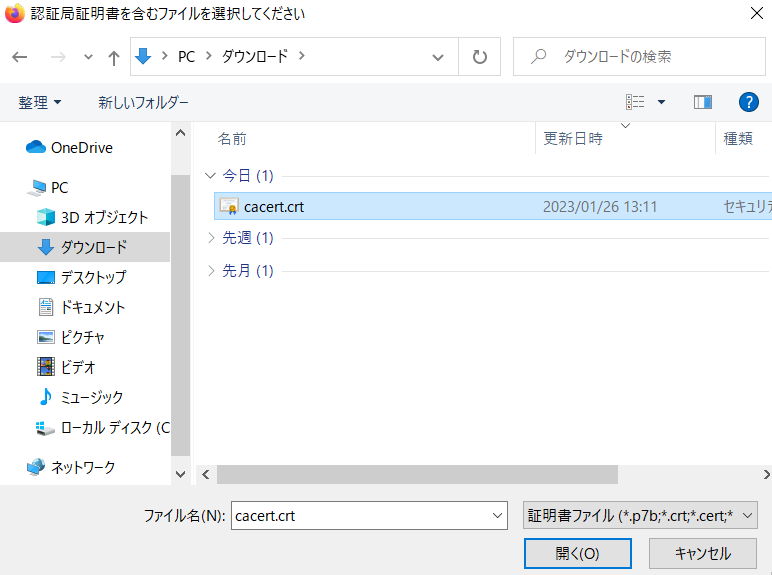 認証局証明書を含むファイルを選択してください
PC ダウンロード ダウンロードの検索
整理 新しいフォルダー
OneDrive
PC
3D オブジェクト
ダウンロード
デスクトップ
ドキュメント
ピクチャ
ビデオ
ミュージック
ローカル ディスク (C
ネットワーク
名前 更新日時 種類
今日 (1)
cacert.crt 2023/01/26 13:11 セキュリテ
先週 (1)
先月 (1)
ファイル名(N): cacert.crt 証明書ファイル (*.p7b;*.crt;*.cert;*
開く(O) キャンセル